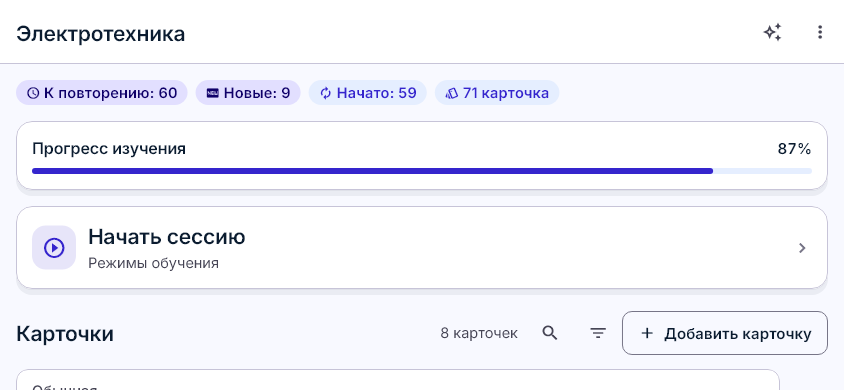 Электротехника
К повторению: 60
Новые: 9
Начато: 59
71 карточка
Прогресс изучения
87%
Начать сессию
Режимы обучения
Карточки
8 карточек
Добавить карточку
Обычная